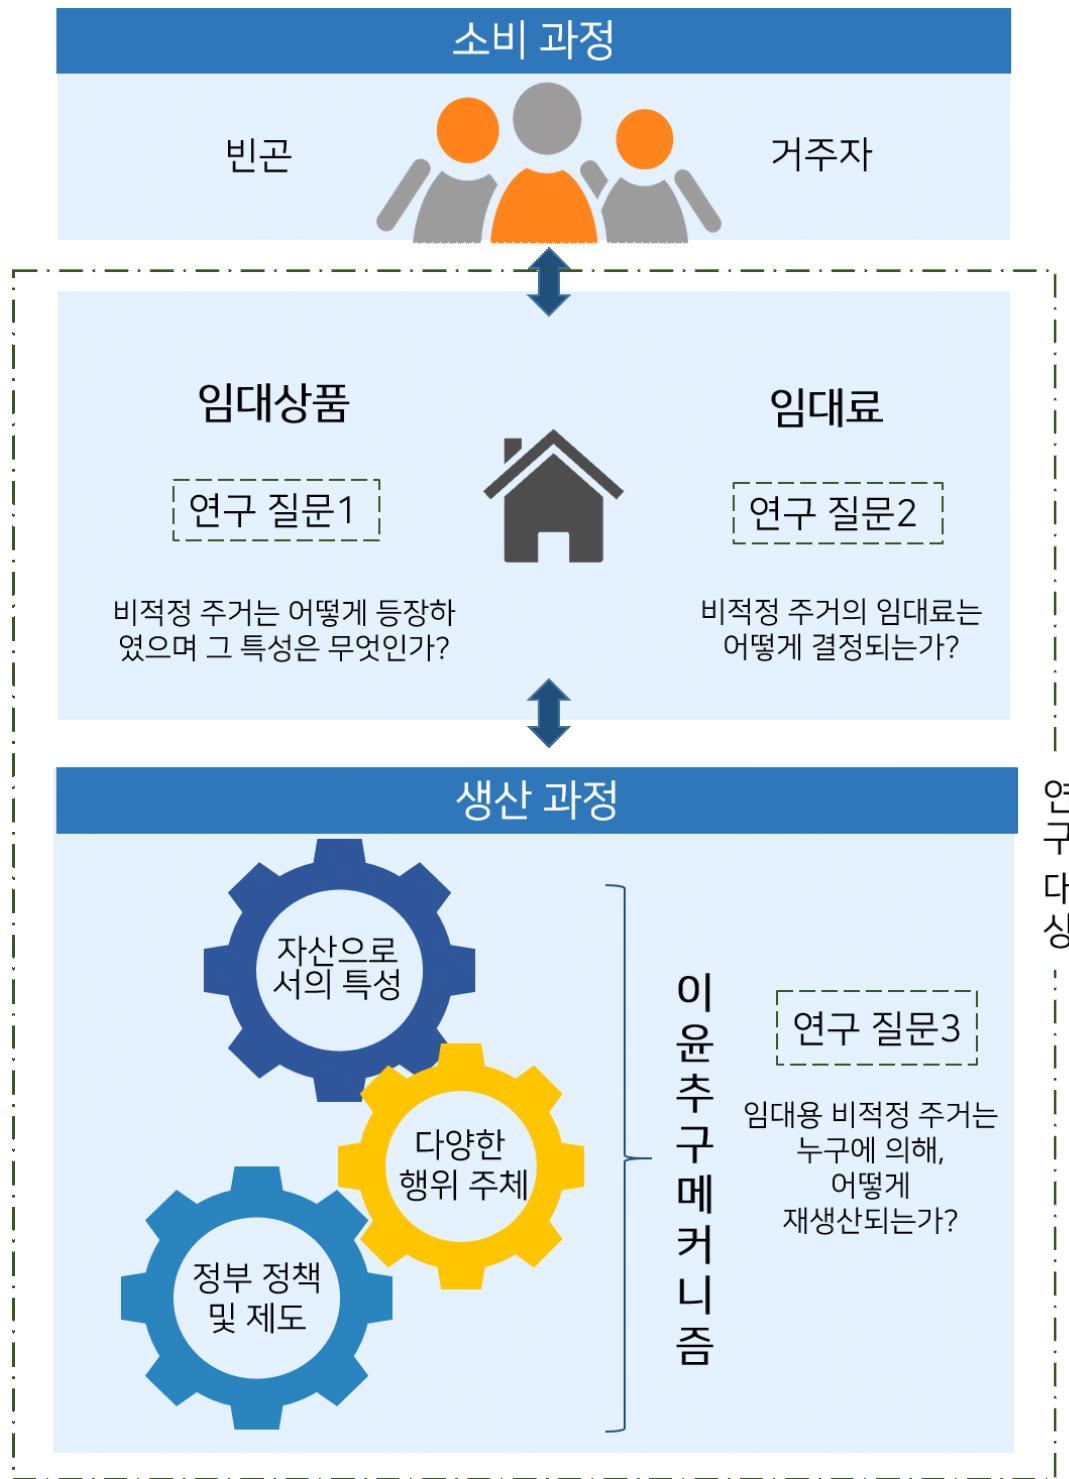 소비 과정
빈곤
거주자
임대상품
임대료
연구 질문1
연구 질문2
비적정 주거는 어떻게 등장하
였으며 그 특성은 무엇인가?
비적정 주거의 임대료는
어떻게 결정되는가?
생산 과정
연구 대상
자산으로
서의 특성
다양한
행위 주체
정부 정책
및 제도
이윤추구메커니즘
연구 질문3
임대용 비적정 주거는
누구에 의해,
어떻게
재생산되는가?